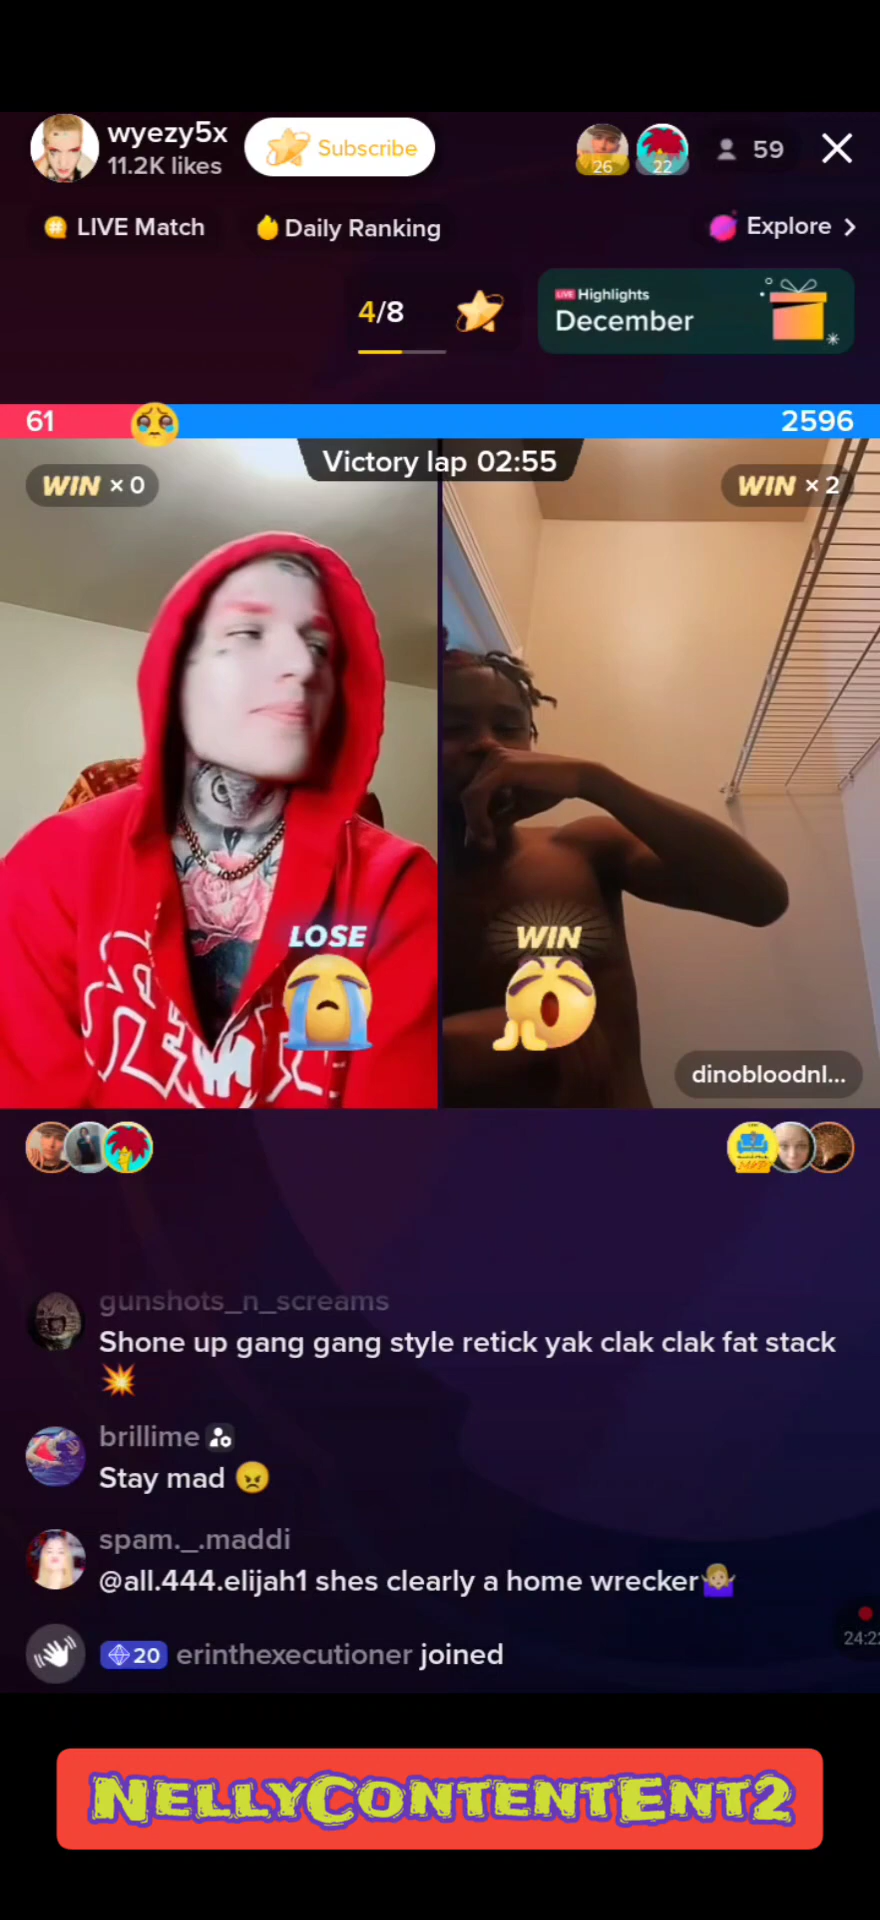 wyezy5x
11.2K likes
Subscribe
26
22
59
LIVE Match
Daily Ranking
Explore
4/8
LIVE Highlights
December
61
2596
Victory lap 02:55
WIN × 0
WIN × 2
LOSE
WIN
dinobloodnl...
gunshots_n_screams
Shone up gang gang style retick yak clak clak fat stack
brillime
Stay mad
spam._.maddi
@all.444.elijah1 shes clearly a home wrecker
20 erinthexecutioner joined
NELLYCONTENTENT2